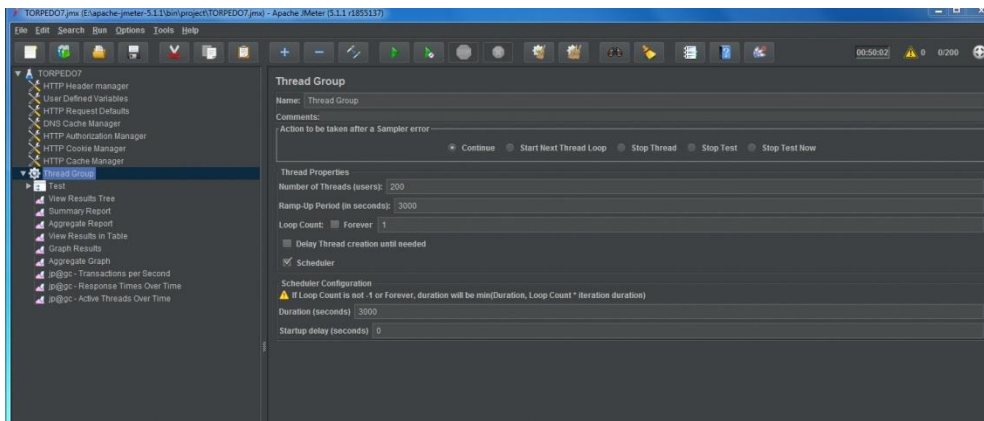 TORPEDO7.jmx (E:\apache-jmeter-5.1.1\bin\project\TORPEDO7.jmx) - Apache JMeter (5.1.1 r1855137)
File Edit Search Run Options Tools Help
00:50:02 0 0/200
TORPEDO7
HTTP Header manager
User Defined Variables
HTTP Request Defaults
DNS Cache Manager
HTTP Authorization Manager
HTTP Cookie Manager
HTTP Cache Manager
Thread Group
Test
View Results Tree
Summary Report
Aggregate Report
View Results in Table
Graph Results
Aggregate Graph
jp@gc - Transactions per Second
jp@gc - Response Times Over Time
jp@gc - Active Threads Over Time
Thread Group
Name: Thread Group
Comments:
Action to be taken after a Sampler error
Continue Start Next Thread Loop Stop Thread Stop Test Stop Test Now
Thread Properties
Number of Threads (users): 200
Ramp-Up Period (in seconds): 3000
Loop Count: Forever 1
Delay Thread creation until needed
Scheduler
Scheduler Configuration
If Loop Count is not -1 or Forever, duration will be min(Duration, Loop Count * iteration duration)
Duration (seconds) 3000
Startup delay (seconds) 0